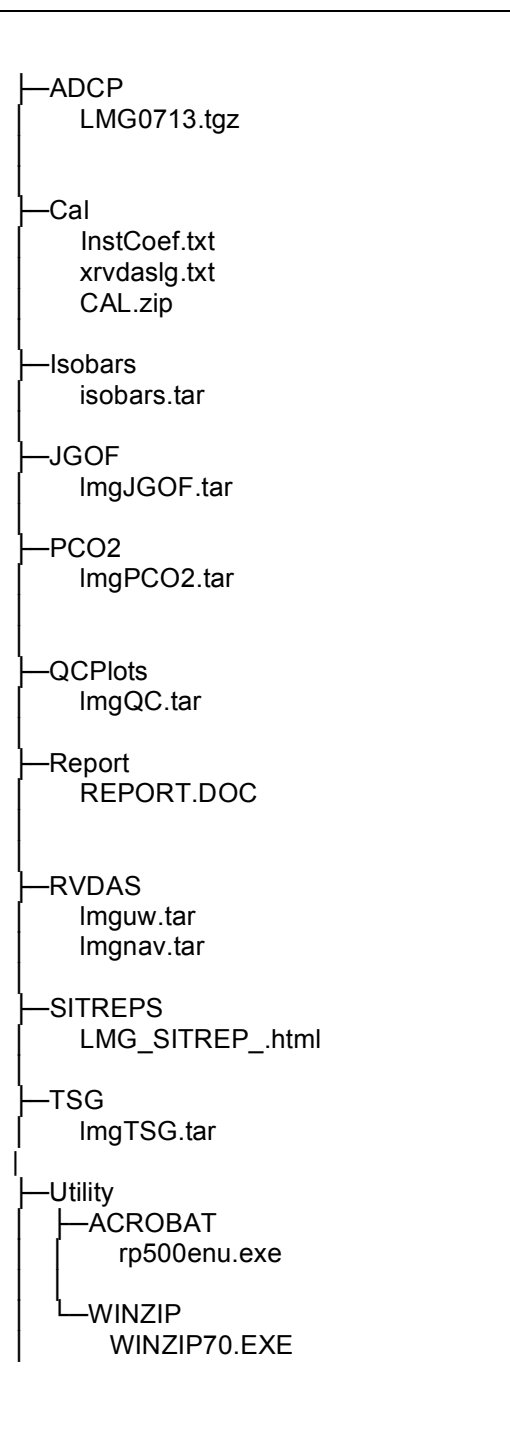 ├─ADCP
LMG0713.tgz
├─Cal
InstCoef.txt
xrvdaslg.txt
CAL.zip
├─Isobars
isobars.tar
├─JGOF
lmgJGOF.tar
├─PCO2
lmgPCO2.tar
├─QCPlots
lmgQC.tar
├─Report
REPORT.DOC
├─RVDAS
lmguw.tar
lmgnav.tar
├─SITREPS
LMG_SITREP_.html
├─TSG
lmgTSG.tar
├─Utility
├─ACROBAT
rp500enu.exe
└─WINZIP
WINZIP70.EXE